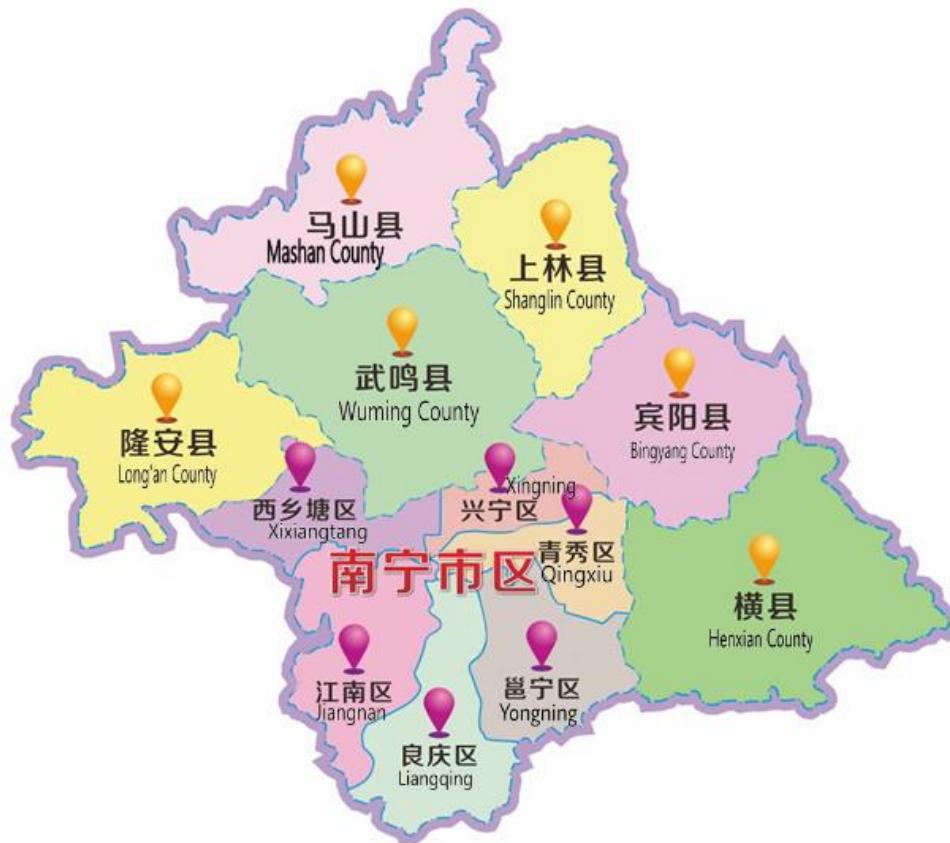 马山县
Mashan County
上林县
Shanglin County
武鸣县
Wuming County
隆安县
Long'an County
宾阳县
Bingyang County
西乡塘区
Xixiangtang
Xingning
兴宁区
青秀区
Qingxiu
南宁市区
横县
Henxian County
江南区
Jiangnan
邕宁区
Yongning
良庆区
Liangqing